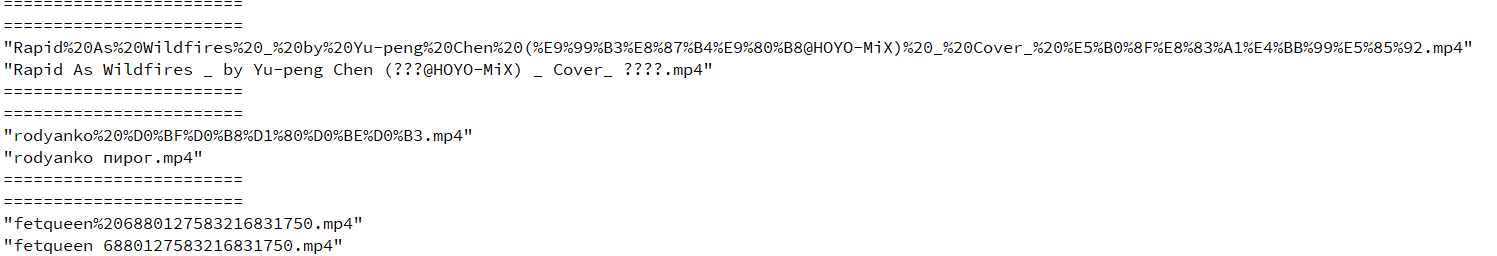 ========================
========================
"Rapid%20As%20Wildfires%20_%20by%20Yu-peng%20Chen%20(%E9%99%B3%E8%87%B4%E9%80%B8@HOYO-MiX)%20_%20Cover_%20%E5%B0%8F%E8%83%A1%E4%BB%99%E5%85%92.mp4"
"Rapid As Wildfires _ by Yu-peng Chen (???@HOYO-MiX) _ Cover_ ????.mp4"
========================
========================
"rodyanko%20%D0%BF%D0%B8%D1%80%D0%BE%D0%B3.mp4"
"rodyanko пирог.mp4"
========================
========================
"fetqueen%206880127583216831750.mp4"
"fetqueen 6880127583216831750.mp4"